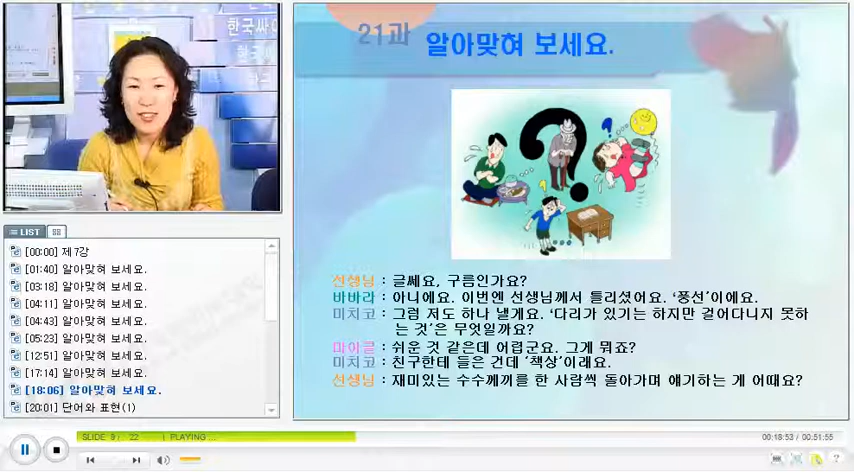 한국싸이
21과 알아맞혀 보세요.
선생님 : 글쎄요, 구름인가요?
바바라 : 아니에요. 이번엔 선생님께서 틀리셨어요. '풍선'이에요.
미치코 : 그럼 저도 하나 낼게요. '다리가 있기는 하지만 걸어다니지 못하
는 것'은 무엇일까요?
마이클 : 쉬운 것 같은데 어렵군요. 그게 뭐죠?
미치코 : 친구한테 들은 건데 '책상'이래요.
선생님 : 재미있는 수수께끼를 한 사람씩 돌아가며 얘기하는 게 어때요?
LIST
[00:00] 제7강
[01:40] 알아맞혀 보세요.
[03:18] 알아맞혀 보세요.
[04:11] 알아맞혀 보세요.
[04:43] 알아맞혀 보세요.
[05:23] 알아맞혀 보세요.
[12:51] 알아맞혀 보세요.
[17:14] 알아맞혀 보세요.
[18:06] 알아맞혀 보세요.
[20:01] 단어와 표현(1)
SLIDE 9 / 22 | PLAYING...
00:18:53 / 00:51:55